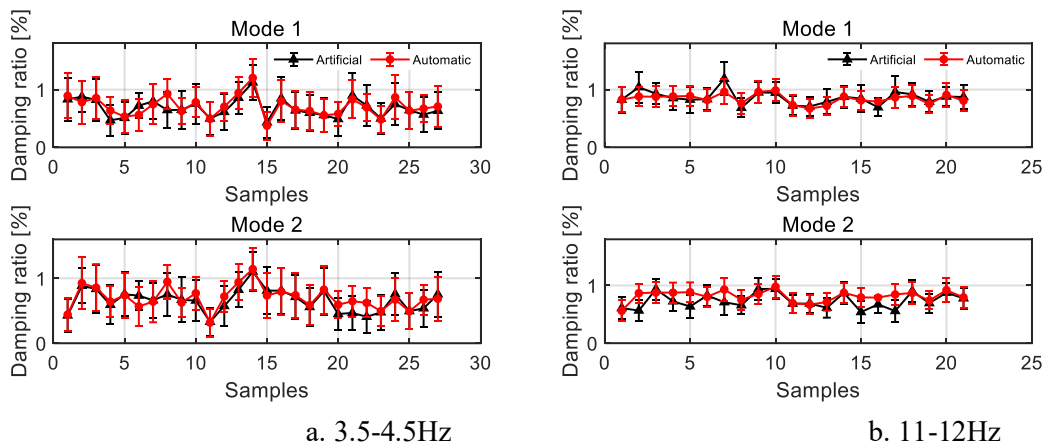 Mode 1
Artificial Automatic
Damping ratio [%]
1
0
0 5 10 15 20 25 30
Samples
Mode 2
Damping ratio [%]
1
0
0 5 10 15 20 25 30
Samples
a. 3.5-4.5Hz
Mode 1
Artificial Automatic
Damping ratio [%]
1
0
0 5 10 15 20 25
Samples
Mode 2
Damping ratio [%]
1
0
0 5 10 15 20 25
Samples
b. 11-12Hz